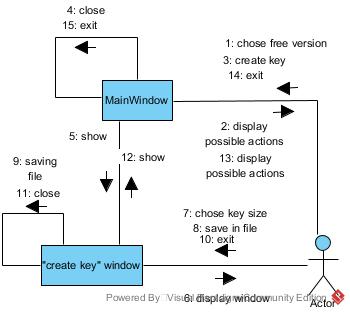 4: close
15: exit
1: chose free version
3: create key
14: exit
MainWindow
2: display
possible actions
13: display
possible actions
5: show
12: show
9: saving
file
11: close
7: chose key size
8: save in file
10: exit
"create key" window
6: display window
Powered By Visual Paradigm Community Edition
Actor